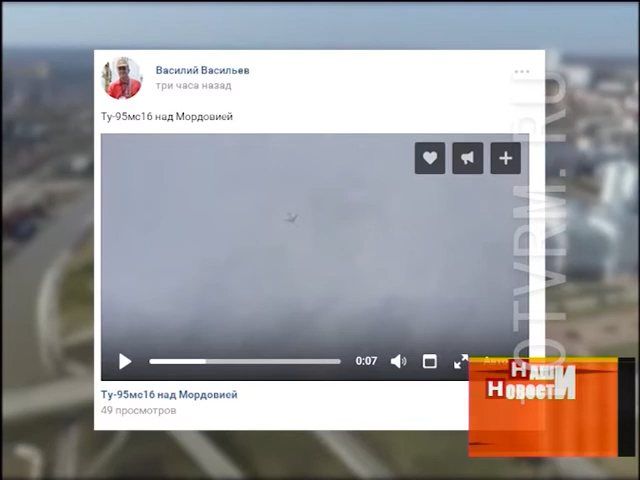 Василий Васильев
три часа назад
Ту-95мс16 над Мордовией
0:07
Ту-95мс16 над Мордовией
49 просмотров
Наши
Новости